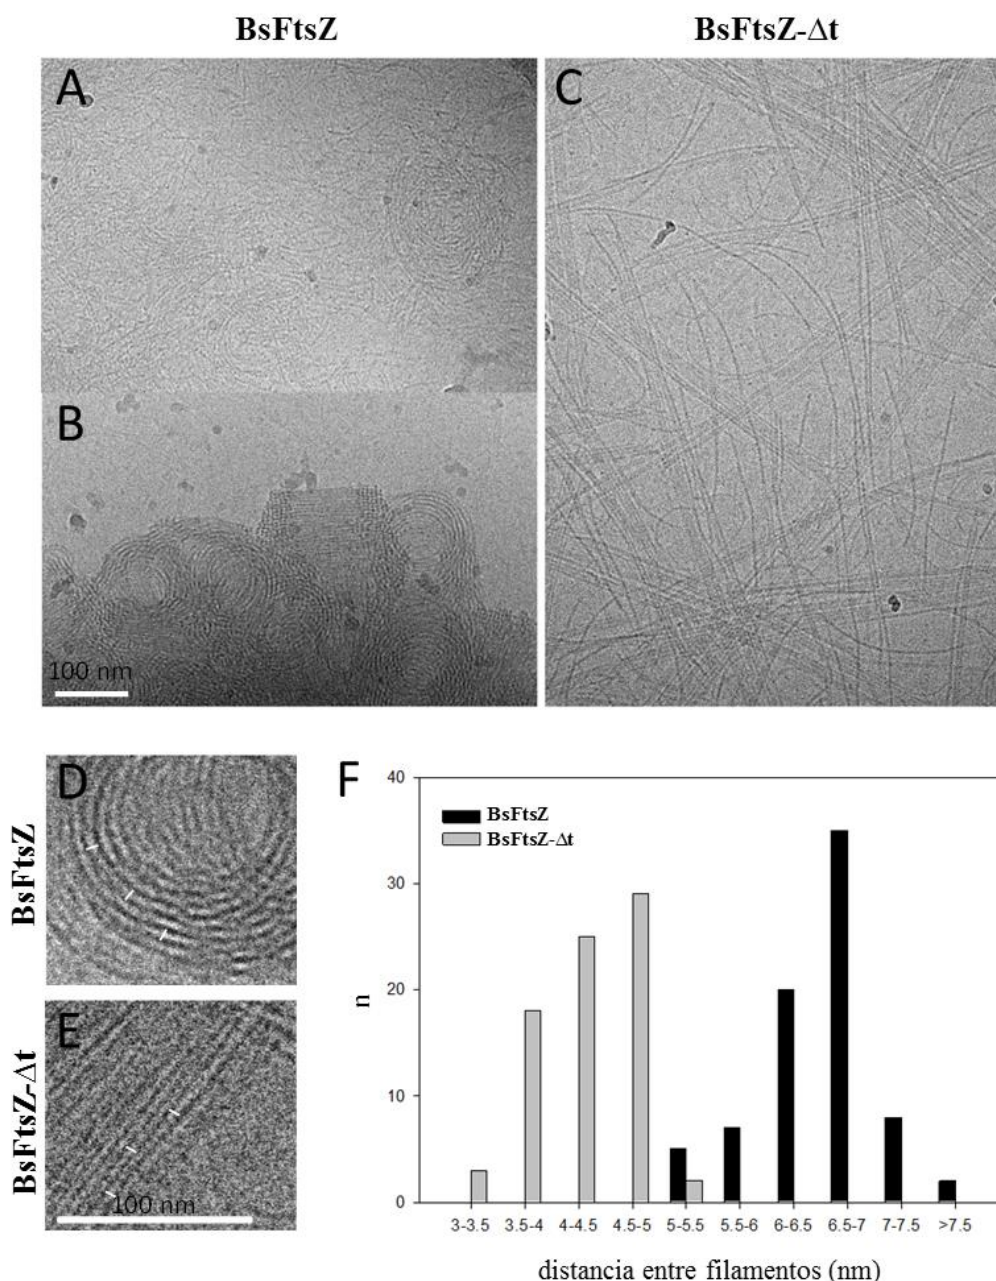 BsFtsZ
BsFtsZ-Δt
A
C
B
100 nm
D
BsFtsZ
E
BsFtsZ-Δt
100 nm
F
40
30
20
10
0
n
BsFtsZ
BsFtsZ-Δt
3-3.5 3.5-4 4-4.5 4.5-5 5-5.5 5.5-6 6-6.5 6.5-7 7-7.5 >7.5
distancia entre filamentos (nm)